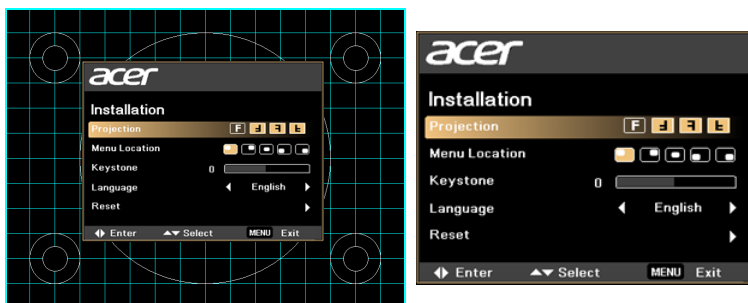 acer
Installation
Projection F
Menu Location
Keystone 0
Language English
Reset
Enter Select MENU Exit
acer
Installation
Projection F
Menu Location
Keystone 0
Language English
Reset
Enter Select MENU Exit